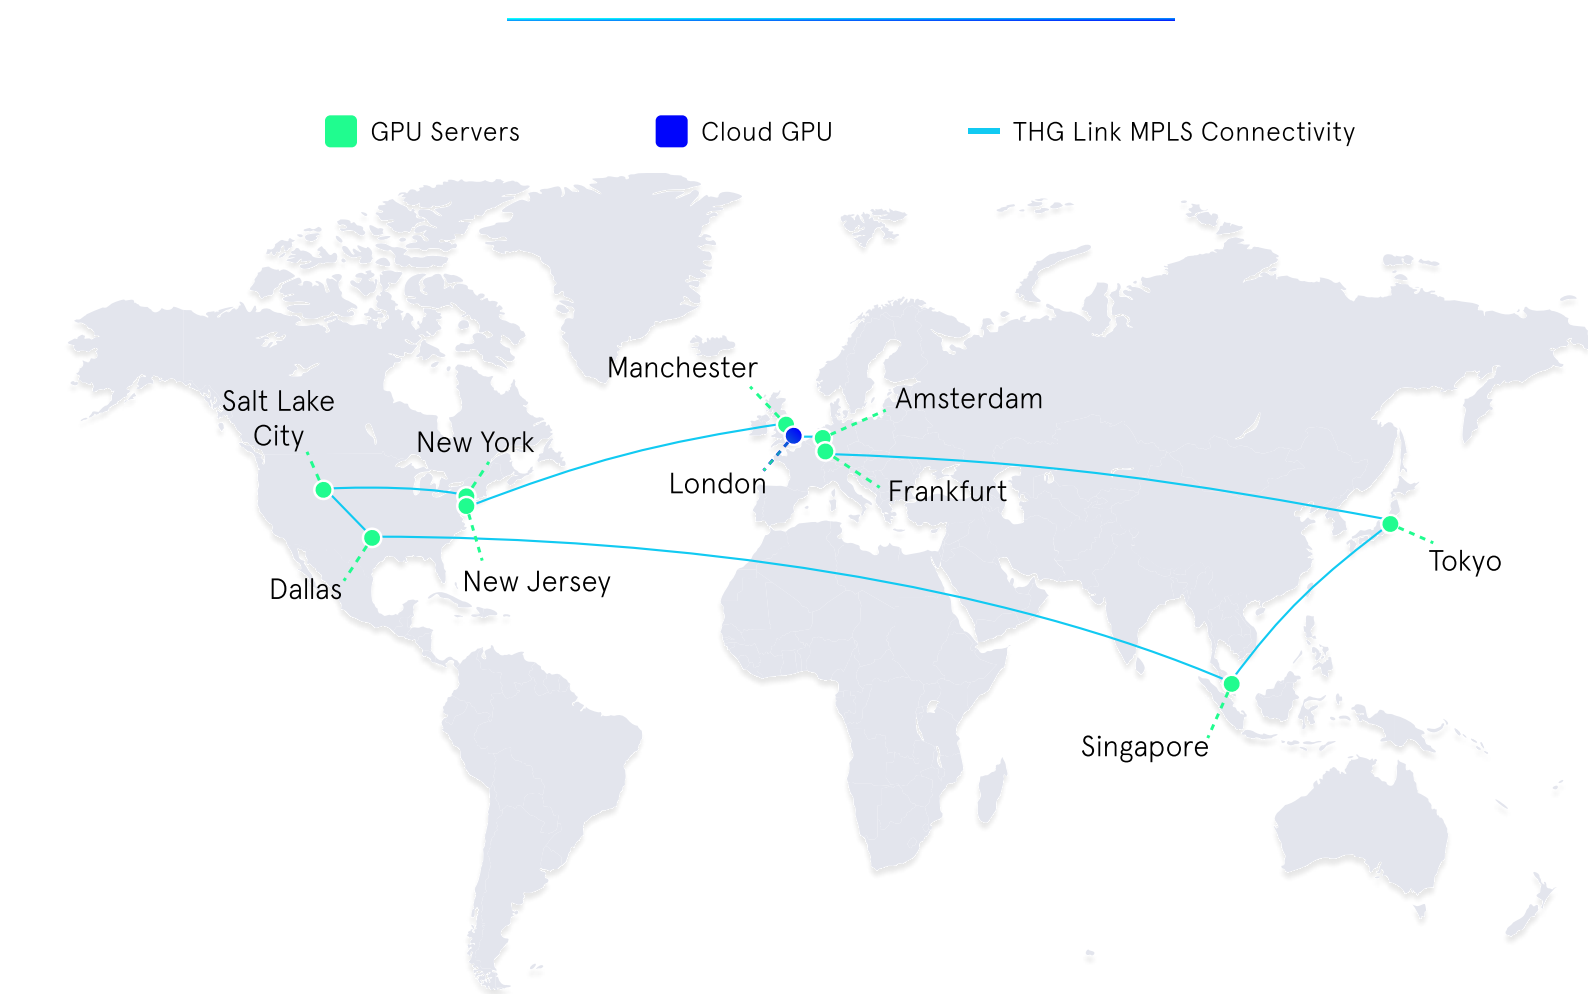 GPU Servers
Cloud GPU
THG Link MPLS Connectivity
Manchester
Salt Lake
City
Amsterdam
New York
London
Frankfurt
Tokyo
Dallas
New Jersey
Singapore